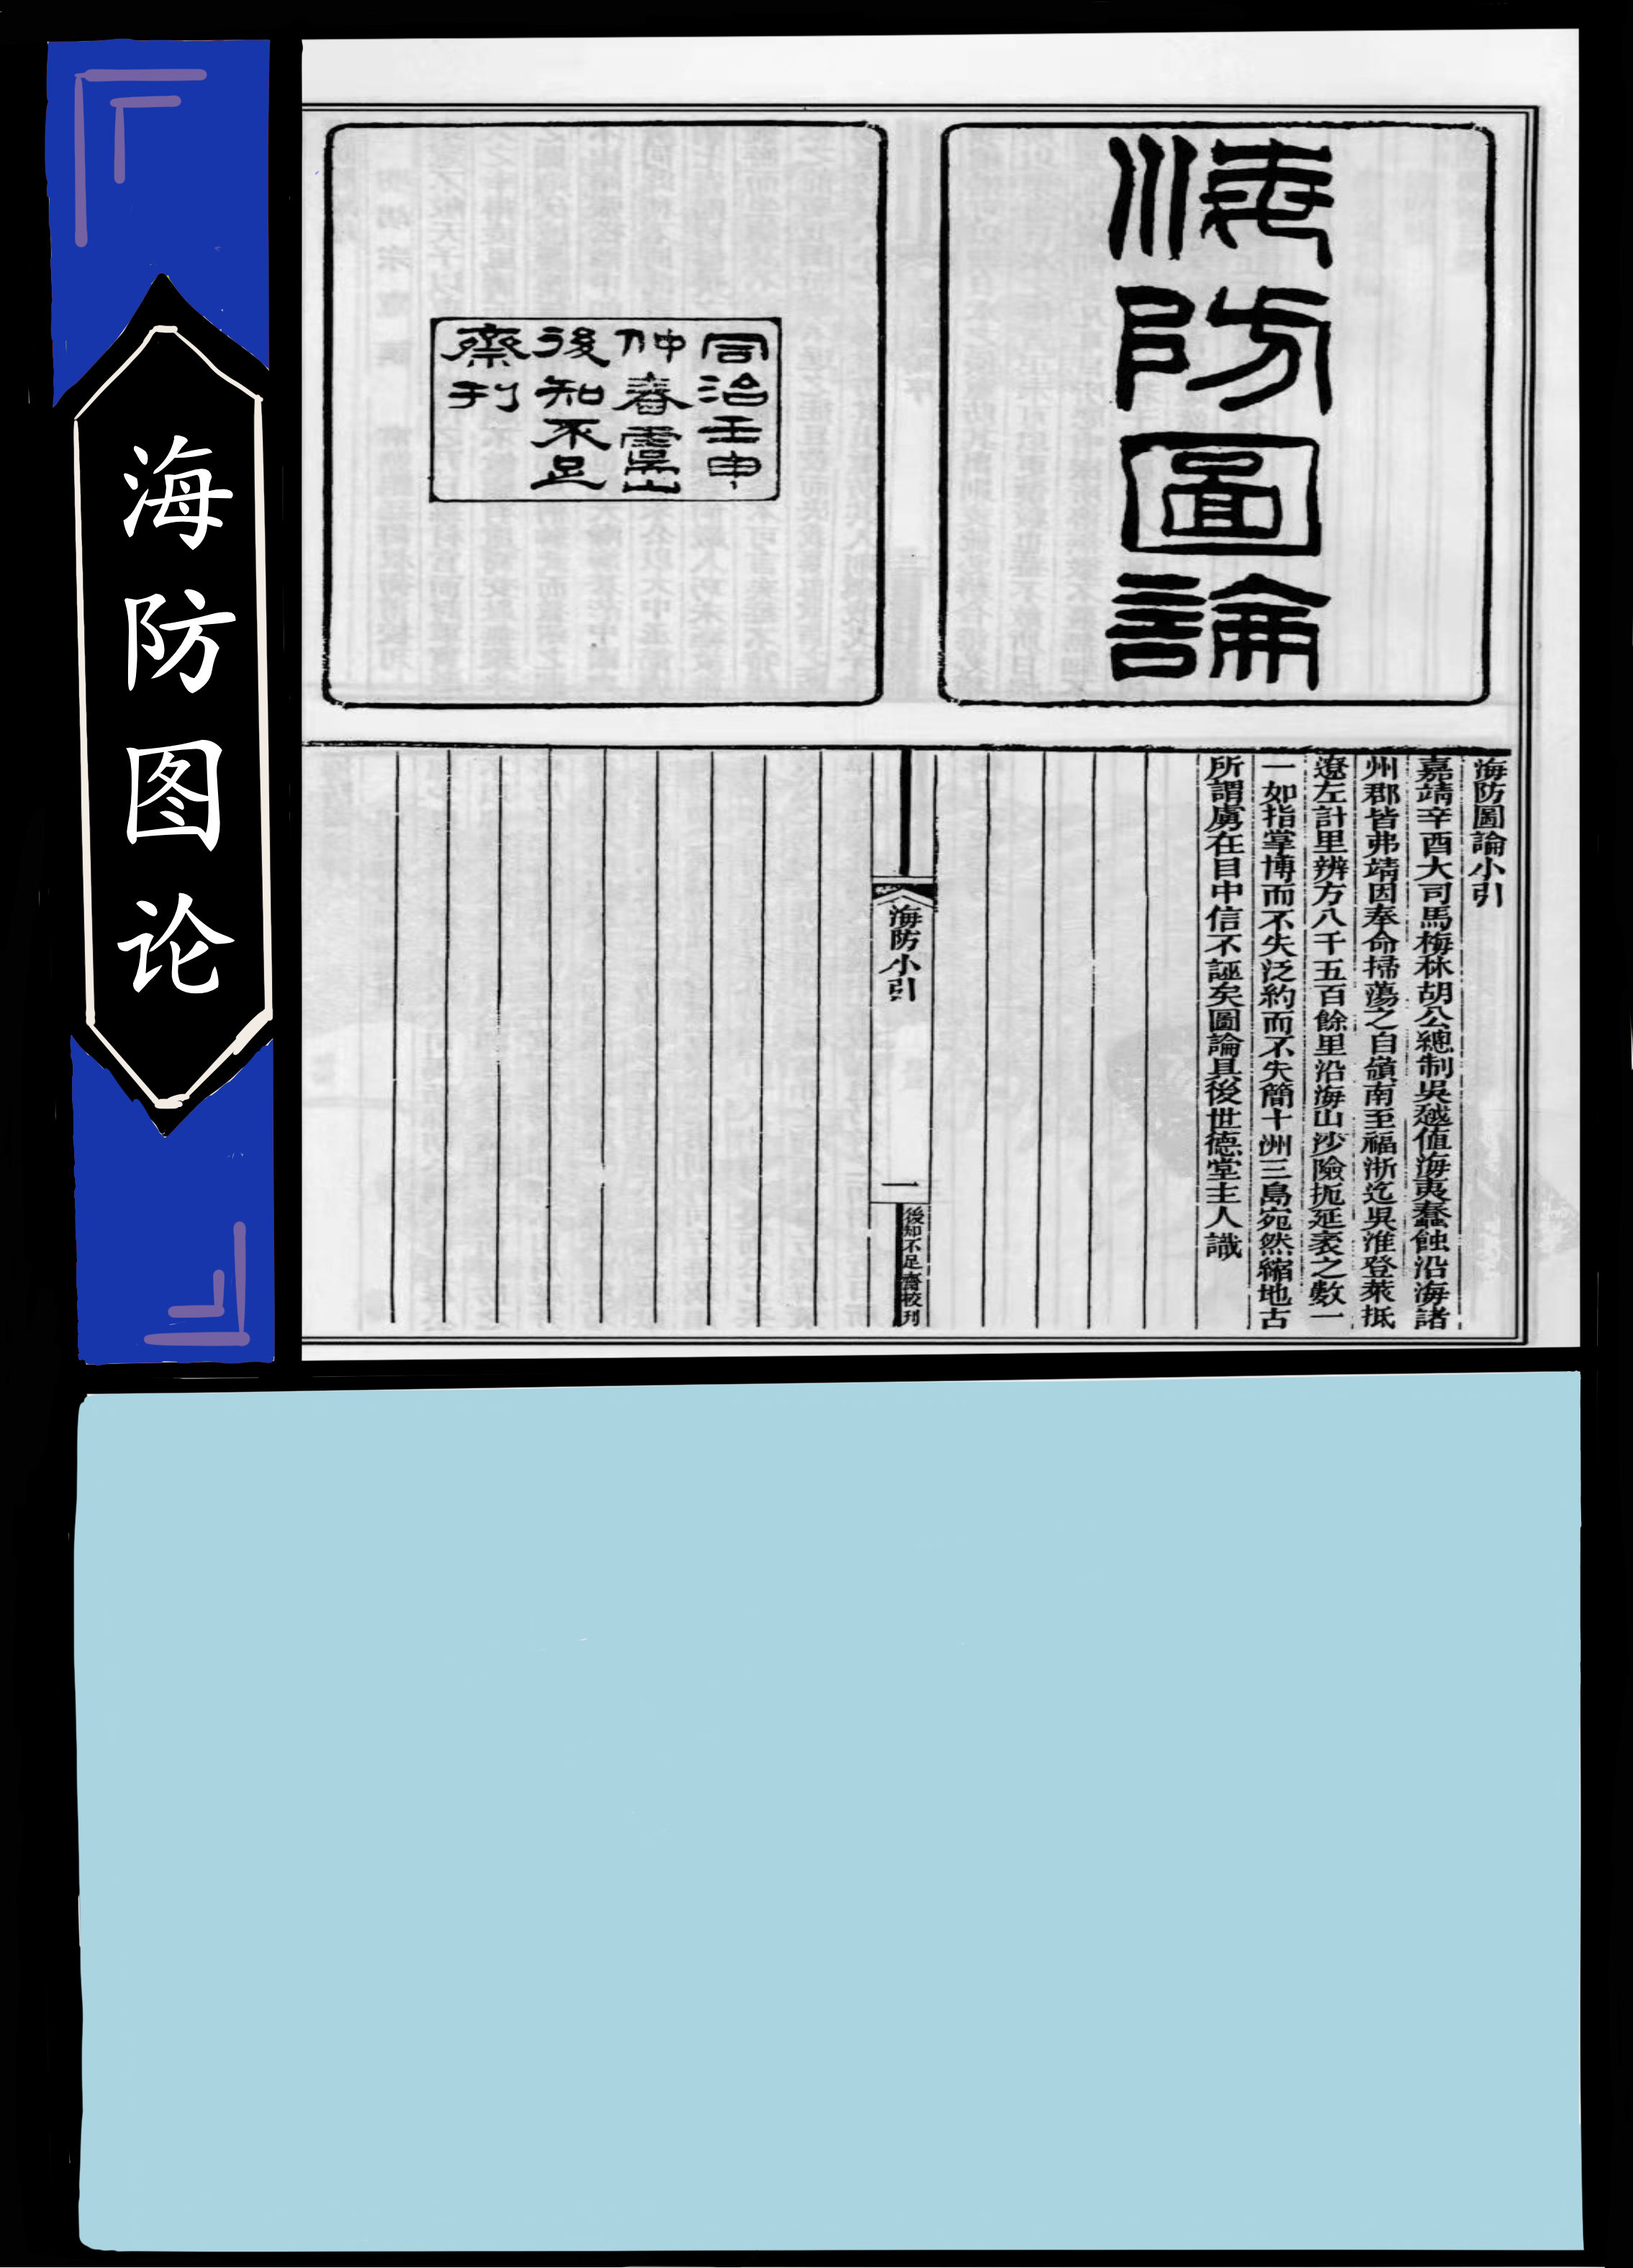 海防图论
海防圖論
同治壬申
仲春虞山
後知不足
齋刊
海防圖論小引
嘉靖辛酉大司馬梅林胡公總制吳越值海夷蠢蝕沿海諸
州郡皆弗靖因奉命掃蕩之自嶺南至福浙迄吳淮登萊抵
遼左計里辨方八千五百餘里沿海山沙險扼延袤之數一
一如指掌博而不失泛約而不失簡十洲三島宛然縮地古
所謂虜在目中信不誣矣圖論具後世德堂主人識
海防小引
一
後知不足齋校刊